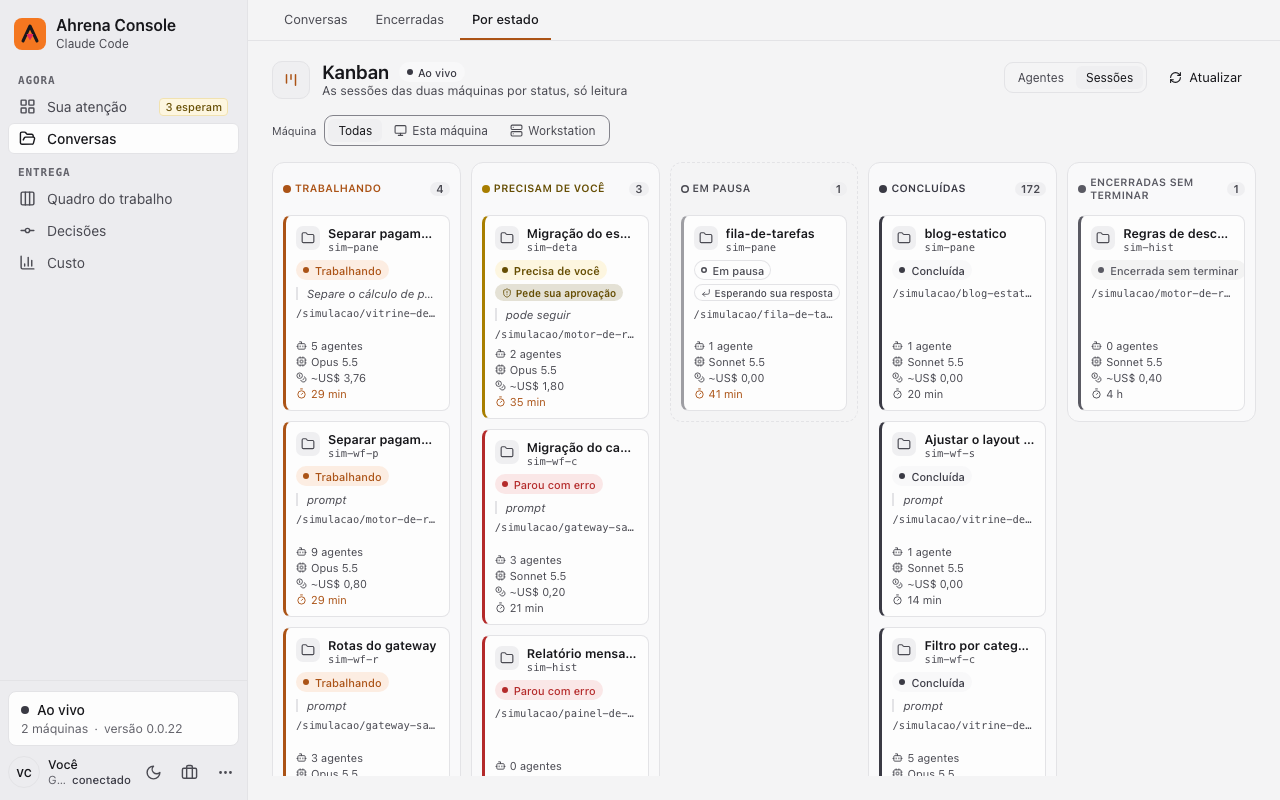 Ahrena Console
Claude Code
AGORA
Sua atenção
3 esperam
Conversas
ENTREGA
Quadro do trabalho
Decisões
Custo
Ao vivo
2 máquinas · versão 0.0.22
VC
Você
G… conectado
Conversas
Encerradas
Por estado
Kanban
Ao vivo
As sessões das duas máquinas por status, só leitura
Agentes
Sessões
Atualizar
Máquina
Todas
Esta máquina
Workstation
TRABALHANDO
4
Separar pagam…
sim-pane
Trabalhando
Separe o cálculo de p…
/simulacao/vitrine-de…
5 agentes
Opus 5.5
~US$ 3,76
29 min
Separar pagam…
sim-wf-p
Trabalhando
prompt
/simulacao/motor-de-r…
9 agentes
Opus 5.5
~US$ 0,80
29 min
Rotas do gateway
sim-wf-r
Trabalhando
prompt
/simulacao/gateway-sa…
3 agentes
Opus 5.5
PRECISAM DE VOCÊ
3
Migração do es…
sim-deta
Precisa de você
Pede sua aprovação
pode seguir
/simulacao/motor-de-r…
2 agentes
Opus 5.5
~US$ 1,80
35 min
Migração do ca…
sim-wf-c
Parou com erro
prompt
/simulacao/gateway-sa…
3 agentes
Sonnet 5.5
~US$ 0,20
21 min
Relatório mensa…
sim-hist
Parou com erro
/simulacao/painel-de-…
0 agentes
EM PAUSA
1
fila-de-tarefas
sim-pane
Em pausa
Esperando sua resposta
/simulacao/fila-de-ta…
1 agente
Sonnet 5.5
~US$ 0,00
41 min
CONCLUÍDAS
172
blog-estatico
sim-pane
Concluída
/simulacao/blog-estat…
1 agente
Sonnet 5.5
~US$ 0,00
20 min
Ajustar o layout …
sim-wf-s
Concluída
prompt
/simulacao/vitrine-de…
1 agente
Sonnet 5.5
~US$ 0,00
14 min
Filtro por categ…
sim-wf-c
Concluída
prompt
/simulacao/vitrine-de…
5 agentes
Opus 5.5
ENCERRADAS SEM
TERMINAR
1
Regras de desc…
sim-hist
Encerrada sem terminar
/simulacao/motor-de-r…
0 agentes
Sonnet 5.5
~US$ 0,40
4 h